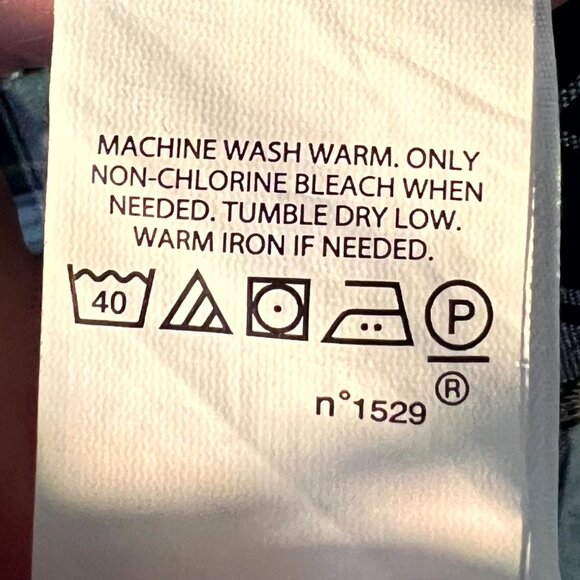 MACHINE WASH WARM. ONLY
NON-CHLORINE BLEACH WHEN
NEEDED. TUMBLE DRY LOW.
WARM IRON IF NEEDED.
40 P
®
n°1529